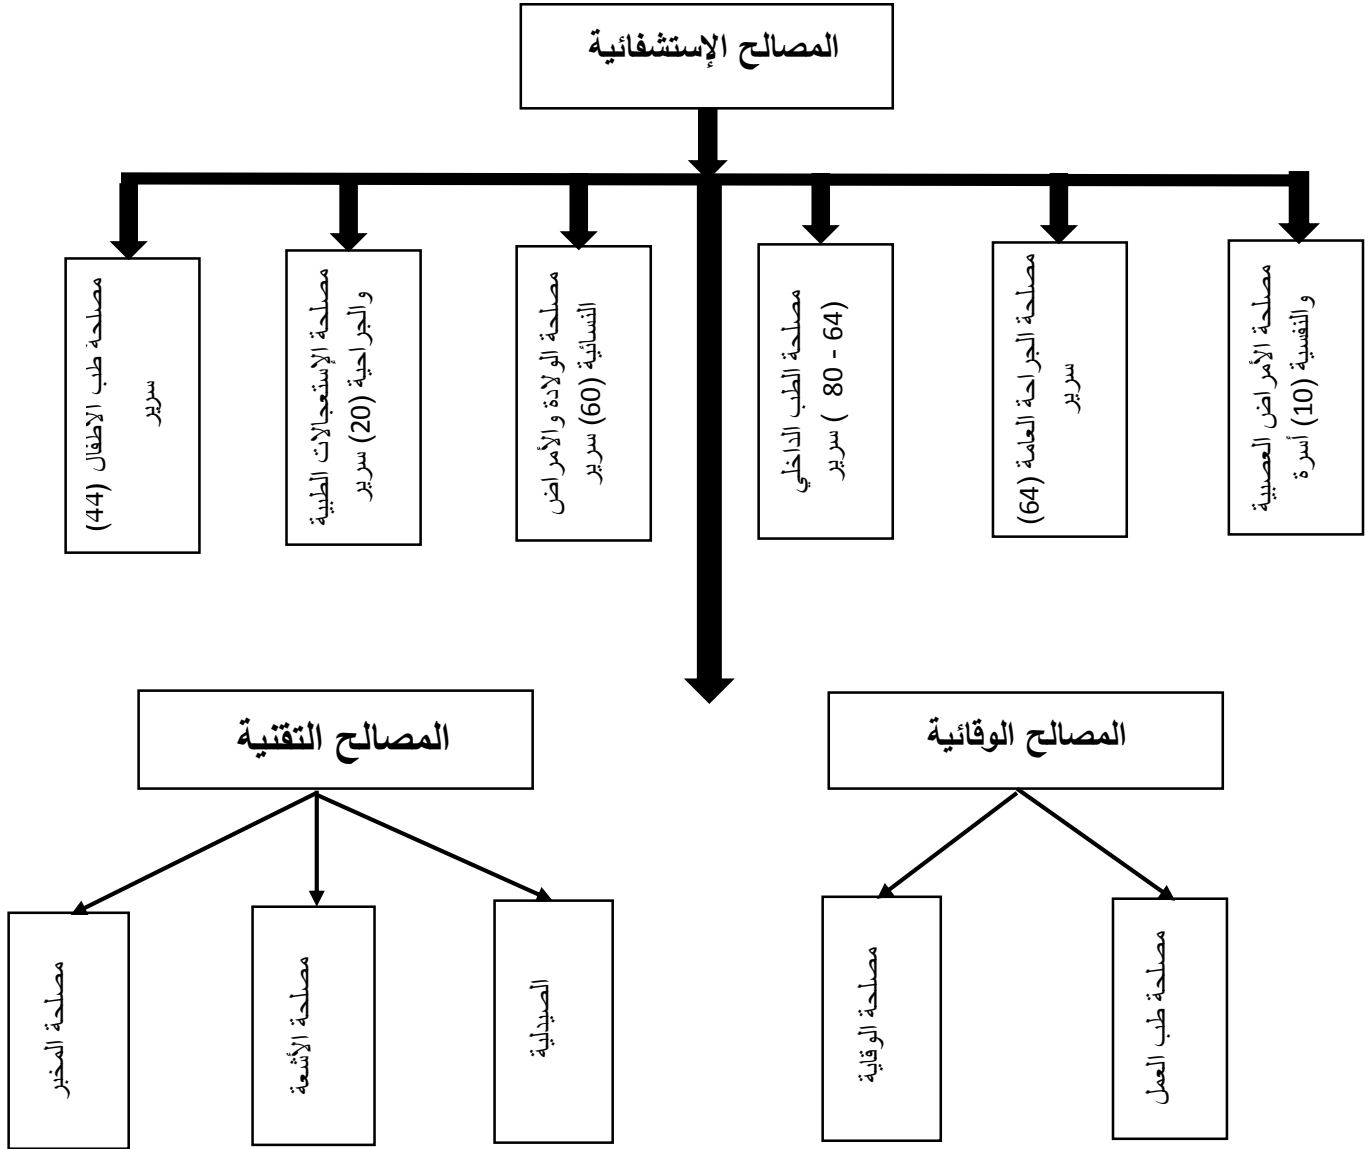 المصالح الإستشفائية
مصلحة الأمراض العصبية
والنفسية (10) أسرة
مصلحة الجراحة العامة (64)
سرير
مصلحة الطب الداخلي
(64 - 80 ) سرير
مصلحة الولادة والأمراض
النسائية (60) سرير
مصلحة الإستعجالات الطبية
والجراحية (20) سرير
مصلحة طب الاطفال (44)
سرير
المصالح الوقائية
المصالح التقنية
مصلحة طب العمل
مصلحة الوقاية
الصيدلية
مصلحة الأشعة
مصلحة المخبر